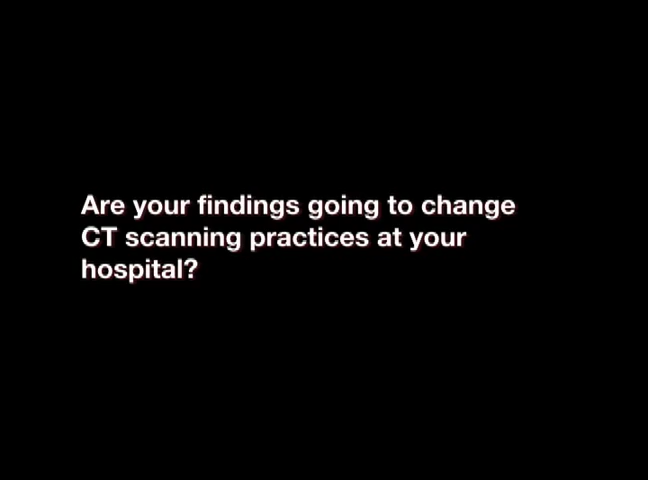 Are your findings going to change
CT scanning practices at your
hospital?